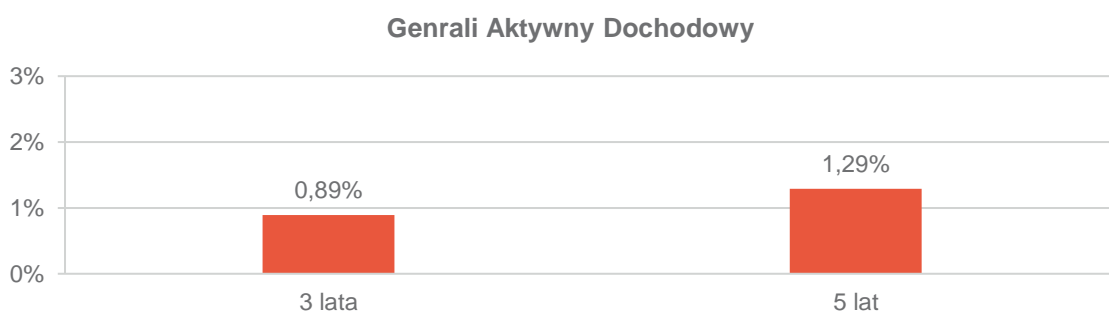 Genrali Aktywny Dochodowy
3%
2%
1,29%
0,89%
1%
0%
3 lata
5 lat